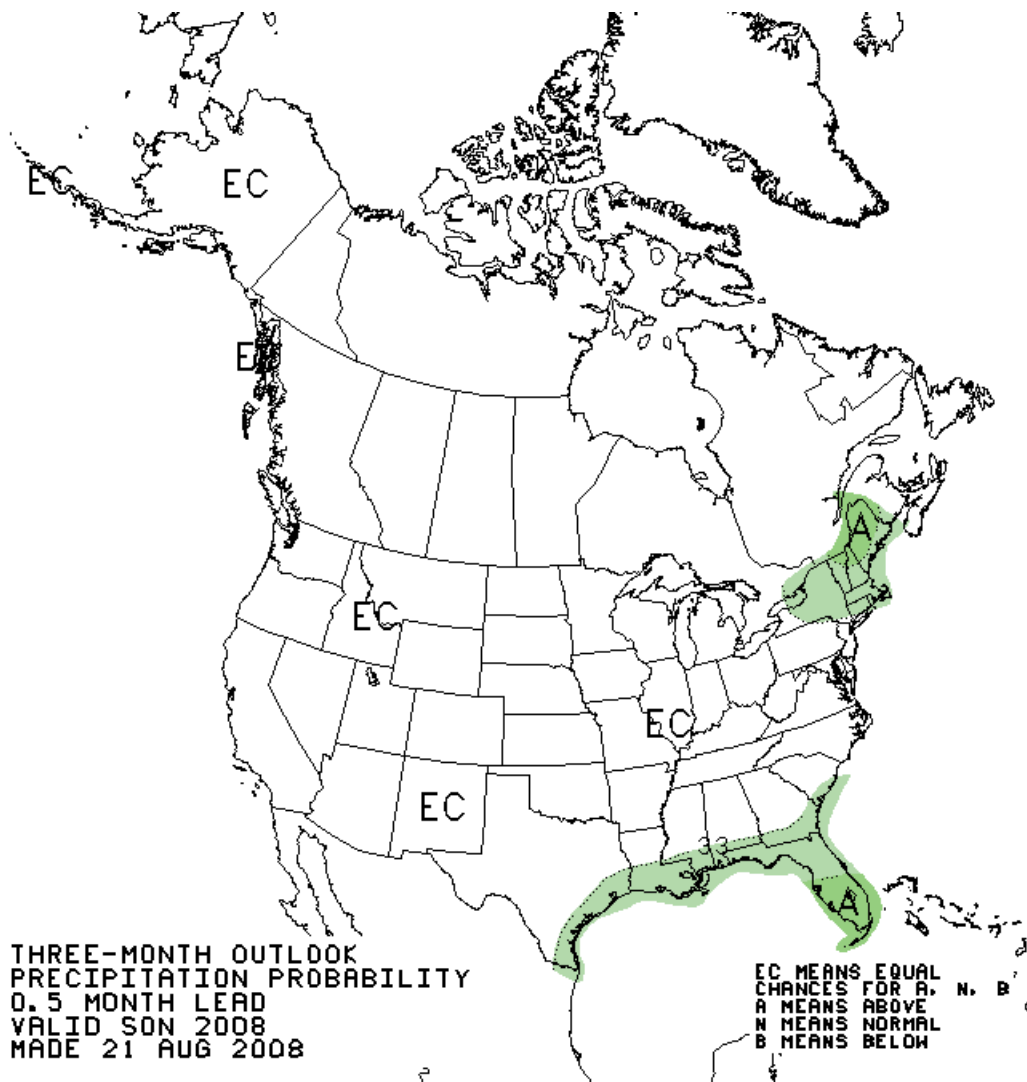 EC
EC
EC
A
EC
EC
EC
33
A
THREE-MONTH OUTLOOK
PRECIPITATION PROBABILITY
0.5 MONTH LEAD
VALID SON 2008
MADE 21 AUG 2008
EC MEANS EQUAL
CHANCES FOR A, N, B
A MEANS ABOVE
N MEANS NORMAL
B MEANS BELOW